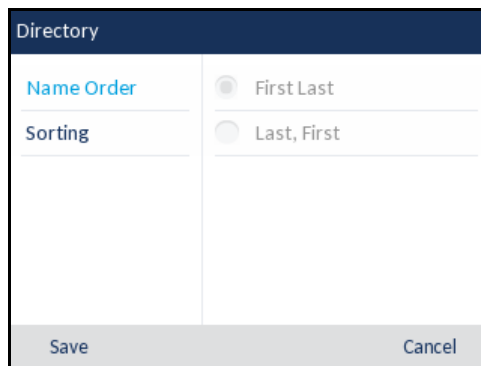 Directory
Name Order
First Last
Sorting
Last, First
Save
Cancel